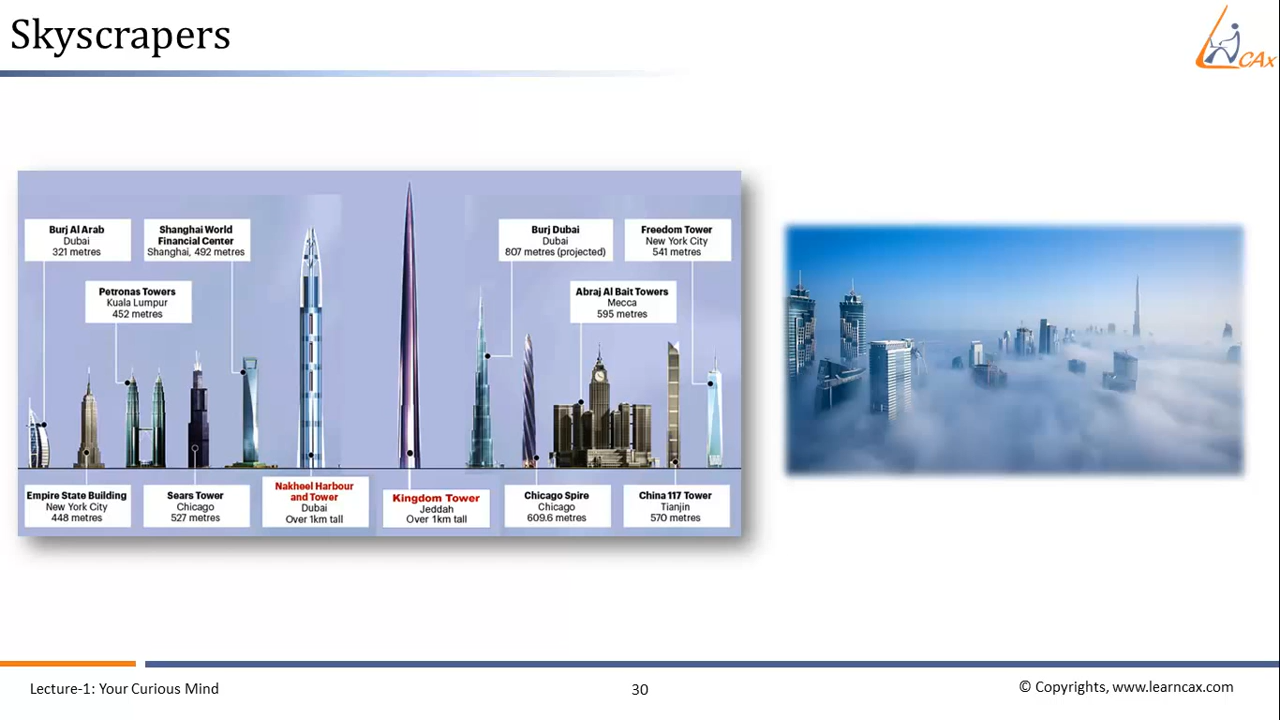 Skyscrapers
CAx
Burj Al Arab
Dubai
321 metres
Shanghai World
Financial Center
Shanghai, 492 metres
Burj Dubai
Dubai
807 metres (projected)
Freedom Tower
New York City
541 metres
Petronas Towers
Kuala Lumpur
452 metres
Abraj Al Bait Towers
Mecca
595 metres
Empire State Building
New York City
448 metres
Sears Tower
Chicago
527 metres
Nakheel Harbour
and Tower
Dubai
Over 1km tall
Kingdom Tower
Jeddah
Over 1km tall
Chicago Spire
Chicago
609.6 metres
China 117 Tower
Tianjin
570 metres
Lecture-1: Your Curious Mind
30
© Copyrights, www.learncax.com